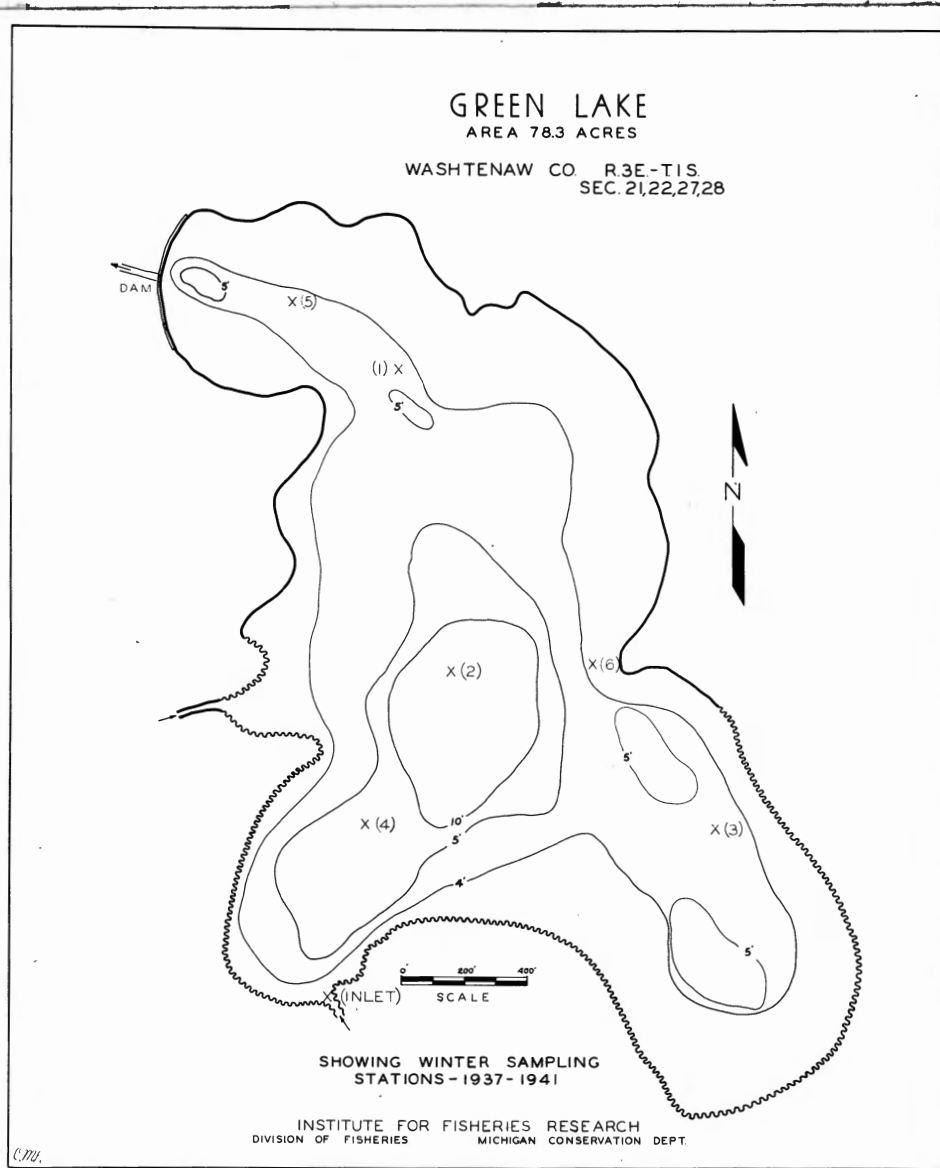 GREEN LAKE
AREA 78.3 ACRES
WASHTENAW CO. R.3E.-T.1S.
SEC. 21,22,27,28
DAM
5'
X (5)
(1) X
5'
N
X (2)
X (6)
5'
X (4)
10'
5'
X (3)
4'
5'
0' 200' 400'
SCALE
X (INLET)
SHOWING WINTER SAMPLING
STATIONS-1937-1941
INSTITUTE FOR FISHERIES RESEARCH
DIVISION OF FISHERIES MICHIGAN CONSERVATION DEPT.